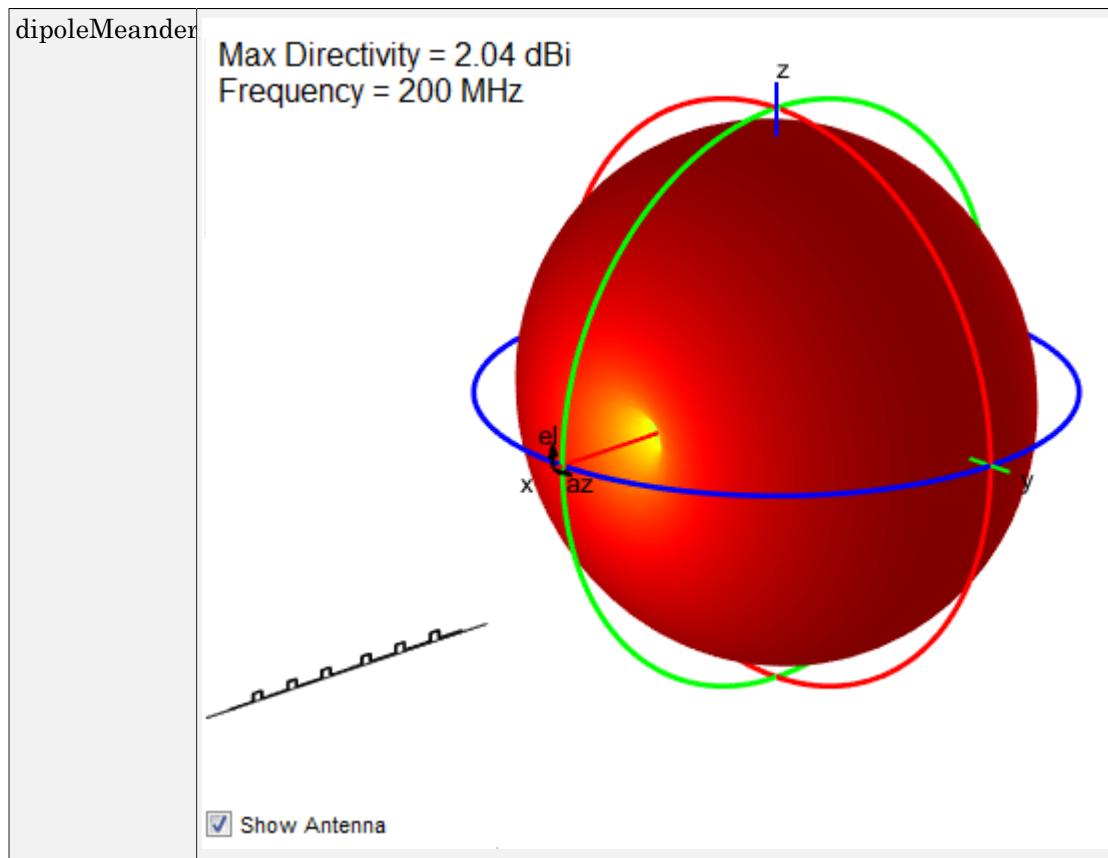 dipoleMeander
Max Directivity = 2.04 dBi
Frequency = 200 MHz
z
el
x
az
y
Show Antenna